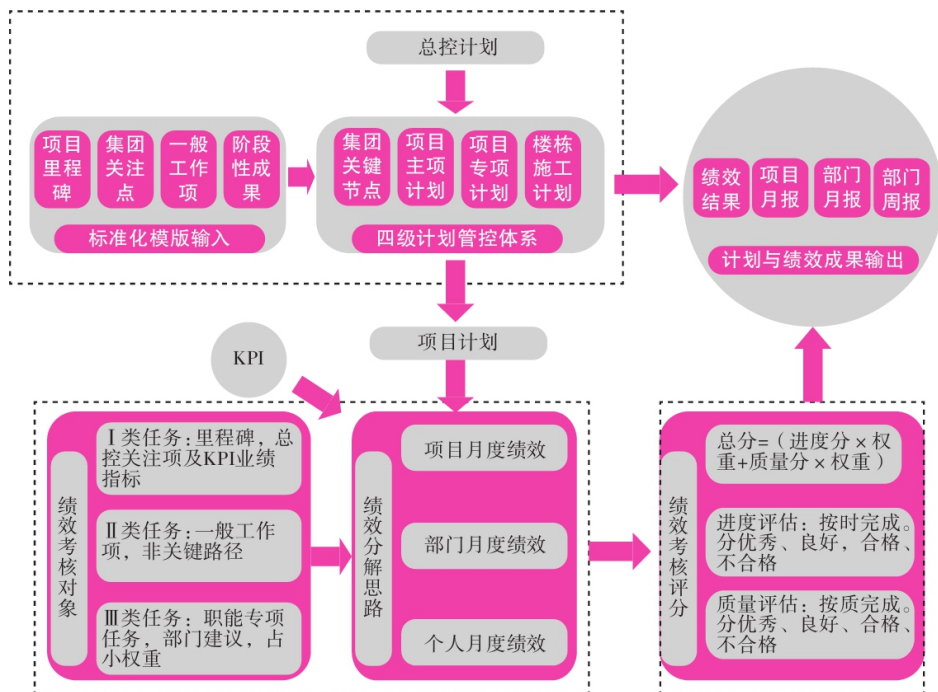 总控计划
项目
里程
碑
集团
关注
点
一般
工作
项
阶段
性成
果
标准化模版输入
集团
关键
节点
项目
主项
计划
项目
专项
计划
楼栋
施工
计划
四级计划管控体系
绩效
结果
项目
月报
部门
月报
部门
周报
计划与绩效成果输出
项目计划
KPI
绩效考核对象
Ⅰ类任务：里程碑，总
控关注项及KPI业绩
指标
Ⅱ类任务：一般工作
项，非关键路径
Ⅲ类任务：职能专项
任务，部门建议，占
小权重
绩效分解思路
项目月度绩效
部门月度绩效
个人月度绩效
绩效考核评分
总分=（进度分×权
重+质量分×权重）
进度评估：按时完成。
分优秀、良好，合格、
不合格
质量评估：按质完成。
分优秀、良好、合格、
不合格